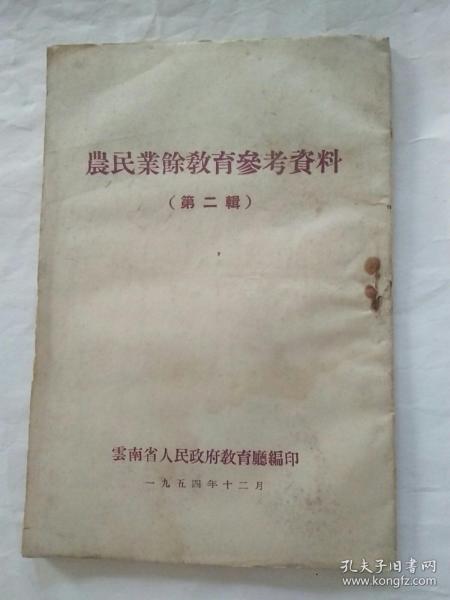 農民業餘敎育參考資料
（第二輯）
雲南省人民政府敎育廳編印
一九五四年十二月
孔夫子旧书网
www.kongfz.com